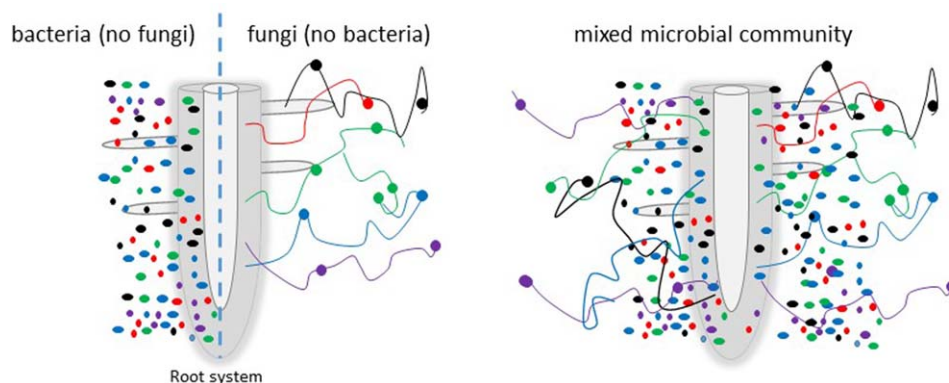 bacteria (no fungi)
fungi (no bacteria)
mixed microbial community
Root system